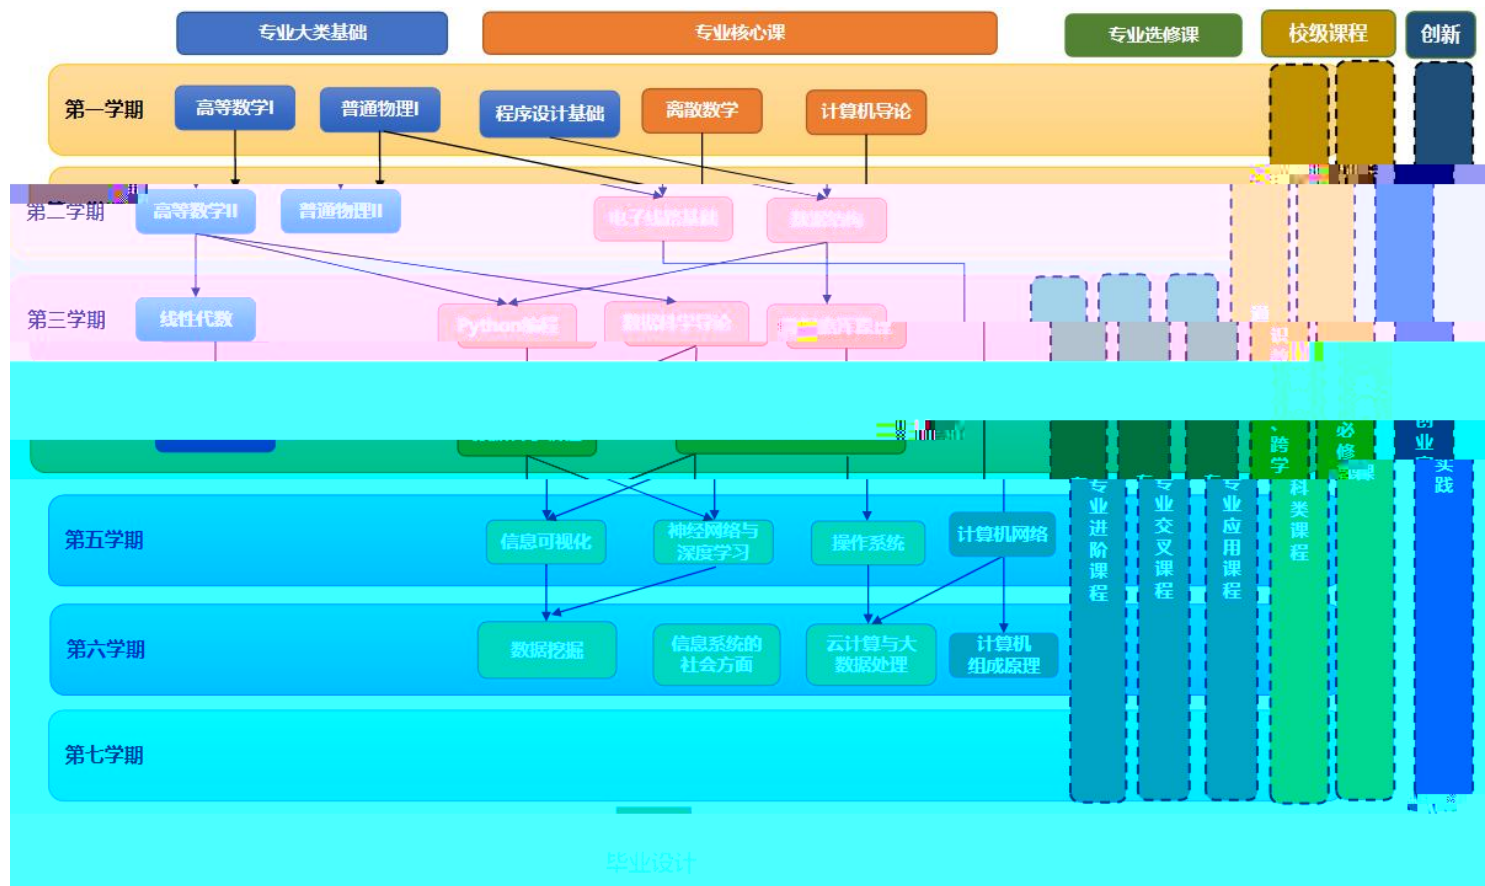 专业大类基础
专业核心课
专业选修课
校级课程
创新
第一学期
高等数学I
普通物理I
程序设计基础
离散数学
计算机导论
第二学期
高等数学II
普通物理II
电子线路基础
数据结构
第三学期
线性代数
Python编程
数据科学导论
第五学期
信息可视化
神经网络与
深度学习
操作系统
计算机网络
第六学期
数据挖掘
信息系统的
社会方面
云计算与大
数据处理
计算机
组成原理
第七学期
专业进阶课程
专业交叉课程
专业应用课程
通识
、跨学
科类课程
必修
课
创业
实践
毕业设计